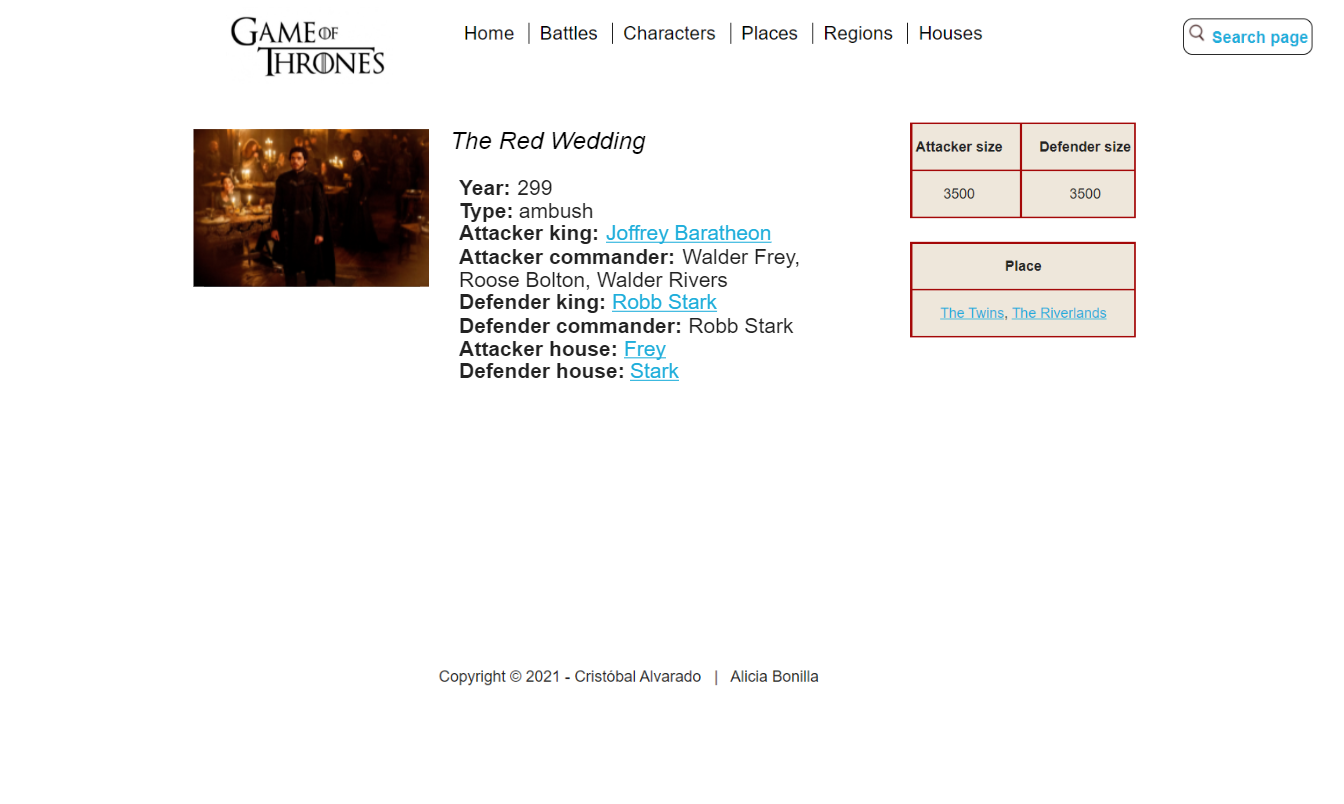 GAME OF
THRONES
Home | Battles | Characters | Places | Regions | Houses
Search page
The Red Wedding
Year: 299
Type: ambush
Attacker king: Joffrey Baratheon
Attacker commander: Walder Frey,
Roose Bolton, Walder Rivers
Defender king: Robb Stark
Defender commander: Robb Stark
Attacker house: Frey
Defender house: Stark
Attacker size Defender size
3500 3500
Place
The Twins, The Riverlands
Copyright © 2021 - Cristóbal Alvarado | Alicia Bonilla